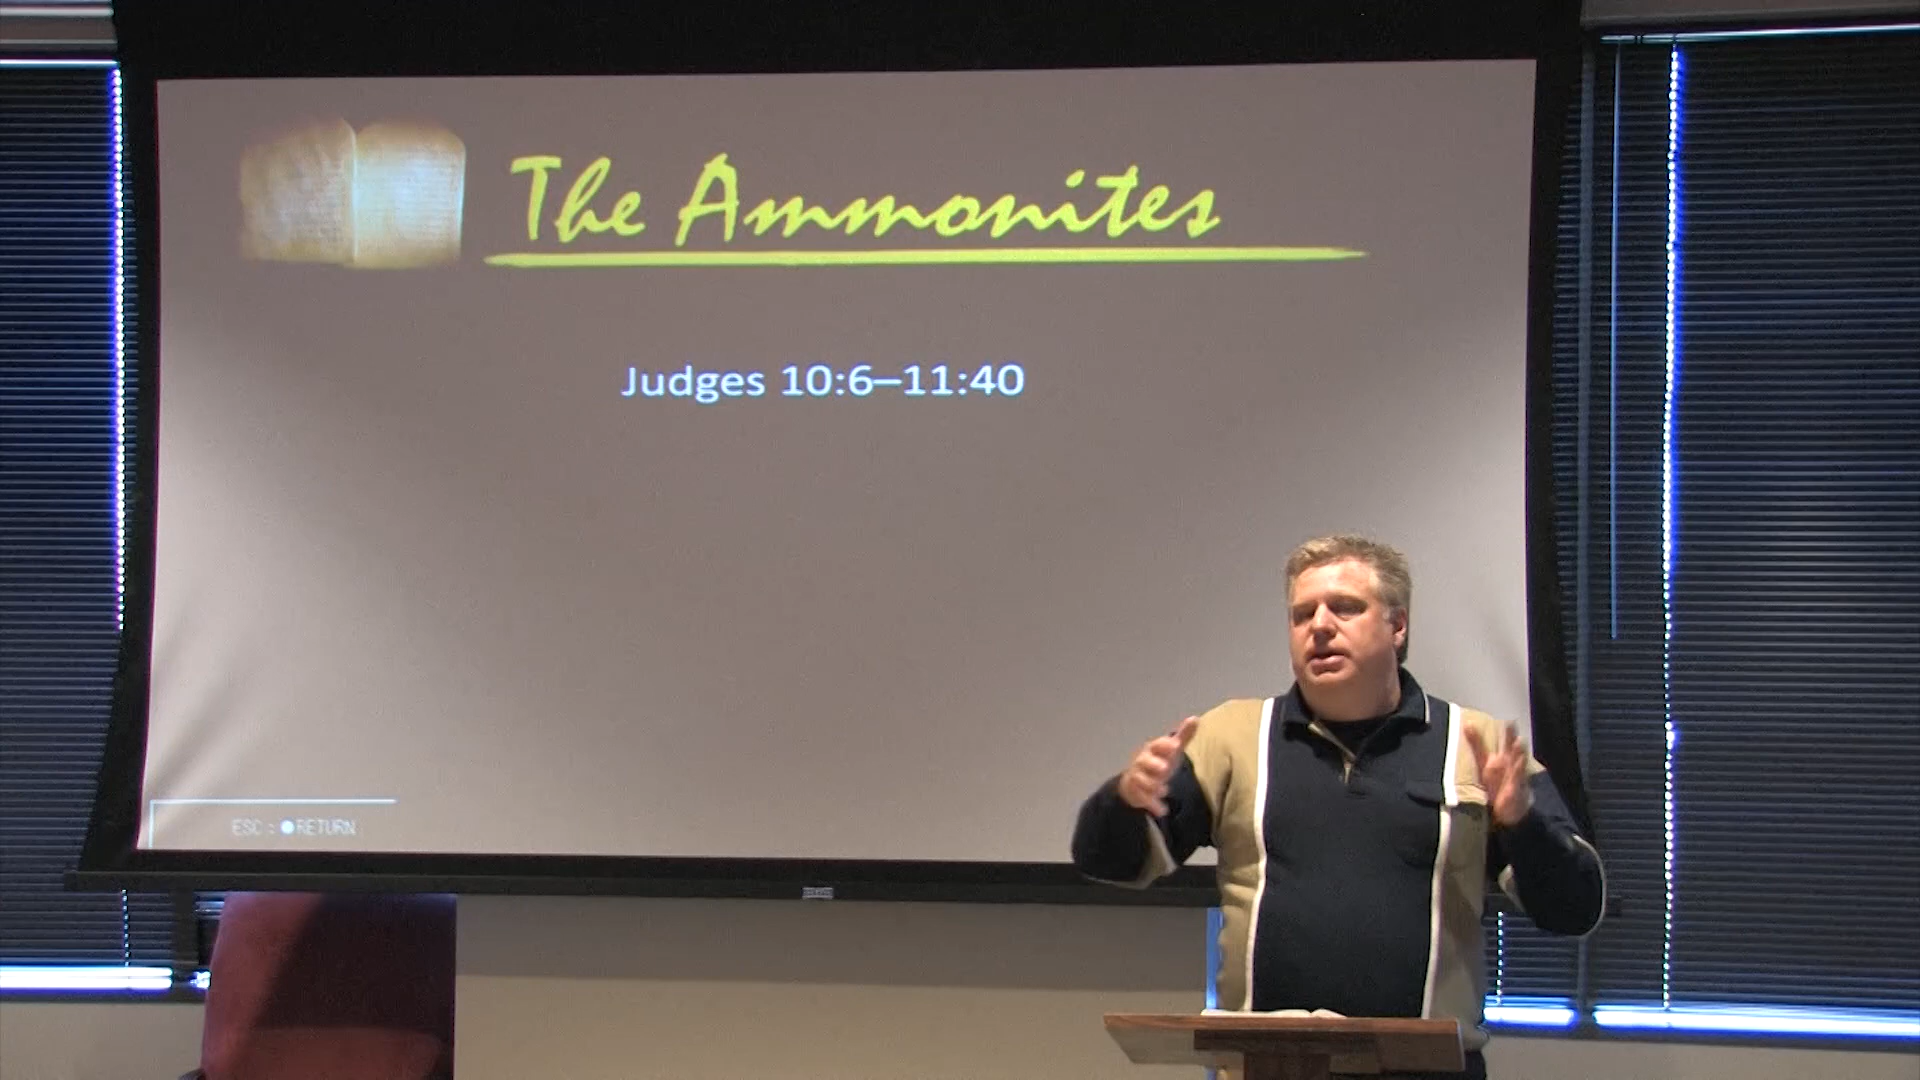 The Ammonites
Judges 10:6–11:40
ESC : ●RETURN